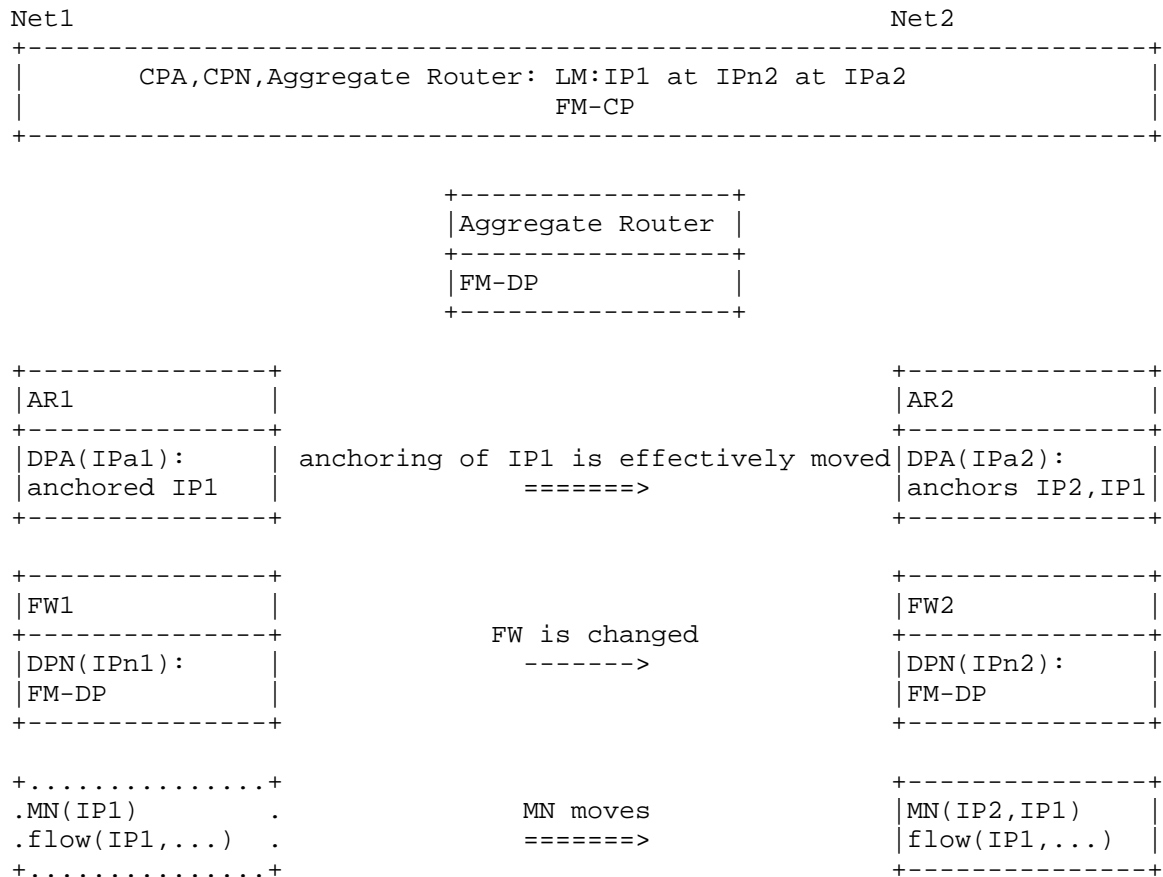 Net1 Net2
+-----------------------------------------------------------------------+
| CPA,CPN,Aggregate Router: LM:IP1 at IPn2 at IPa2 |
| FM-CP |
+-----------------------------------------------------------------------+
+-----------------+
|Aggregate Router |
+-----------------+
|FM-DP |
+-----------------+
+---------------+ +---------------+
|AR1 | |AR2 |
+---------------+ +---------------+
|DPA(IPa1): | anchoring of IP1 is effectively moved|DPA(IPa2): |
|anchored IP1 | =======> |anchors IP2,IP1|
+---------------+ +---------------+
+---------------+ +---------------+
|FW1 | |FW2 |
+---------------+ FW is changed +---------------+
|DPN(IPn1): | -------> |DPN(IPn2): |
|FM-DP | |FM-DP |
+---------------+ +---------------+
+...............+ +---------------+
.MN(IP1) . MN moves |MN(IP2,IP1) |
.flow(IP1,...) . =======> |flow(IP1,...) |
+...............+ +---------------+